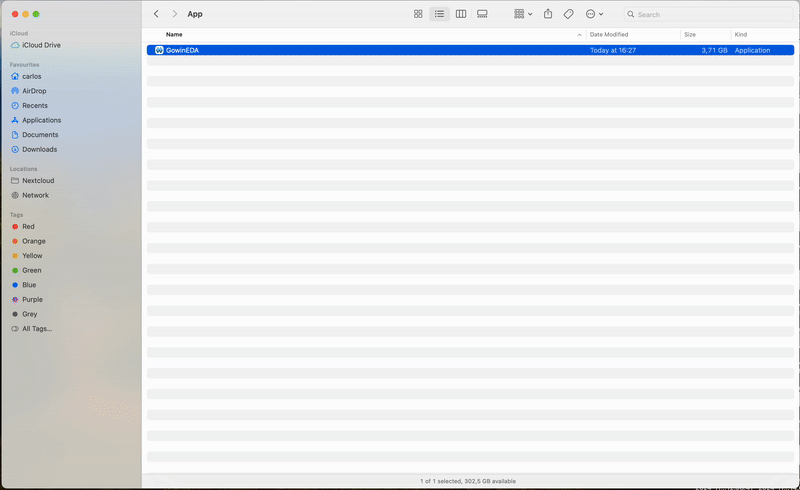 App
Search
iCloud
iCloud Drive
Favourites
carlos
AirDrop
Recents
Applications
Documents
Downloads
Locations
Nextcloud
Network
Tags
Red
Orange
Yellow
Green
Blue
Purple
Grey
All Tags...
Name Date Modified Size Kind
GowinEDA Today at 16:27 3,71 GB Application
1 of 1 selected, 302,5 GB available